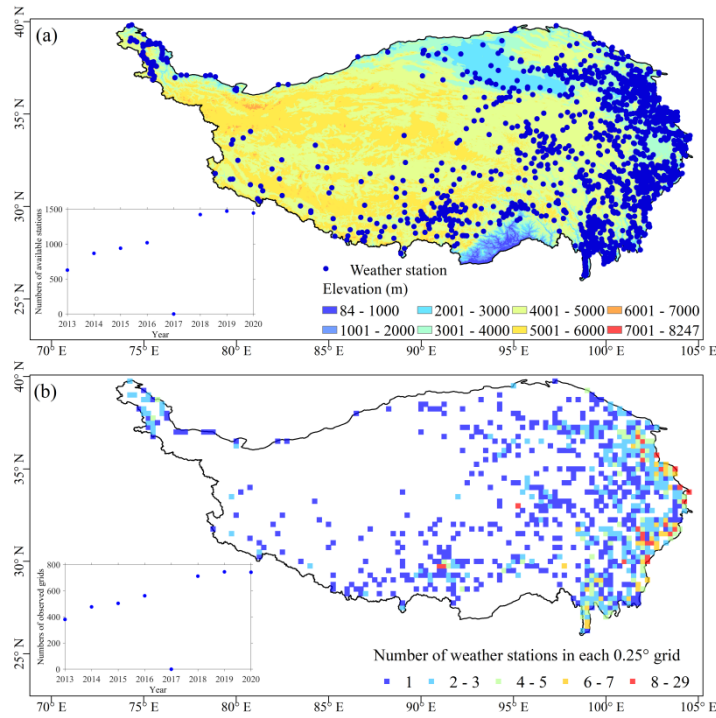 (a)
40° N
35° N
30° N
25° N
Numbers of available stations
1500
1000
500
0
2013 2014 2015 2016 2017 2018 2019 2020
Year
Weather station
Elevation (m)
84 - 1000 2001 - 3000 4001 - 5000 6001 - 7000
1001 - 2000 3001 - 4000 5001 - 6000 7001 - 8247
70° E 75° E 80° E 85° E 90° E 95° E 100° E 105° E
(b)
40° N
35° N
30° N
25° N
Numbers of observed grids
800
600
400
200
0
2013 2014 2015 2016 2017 2018 2019 2020
Year
Number of weather stations in each 0.25° grid
1 2 - 3 4 - 5 6 - 7 8 - 29
70° E 75° E 80° E 85° E 90° E 95° E 100° E 105° E